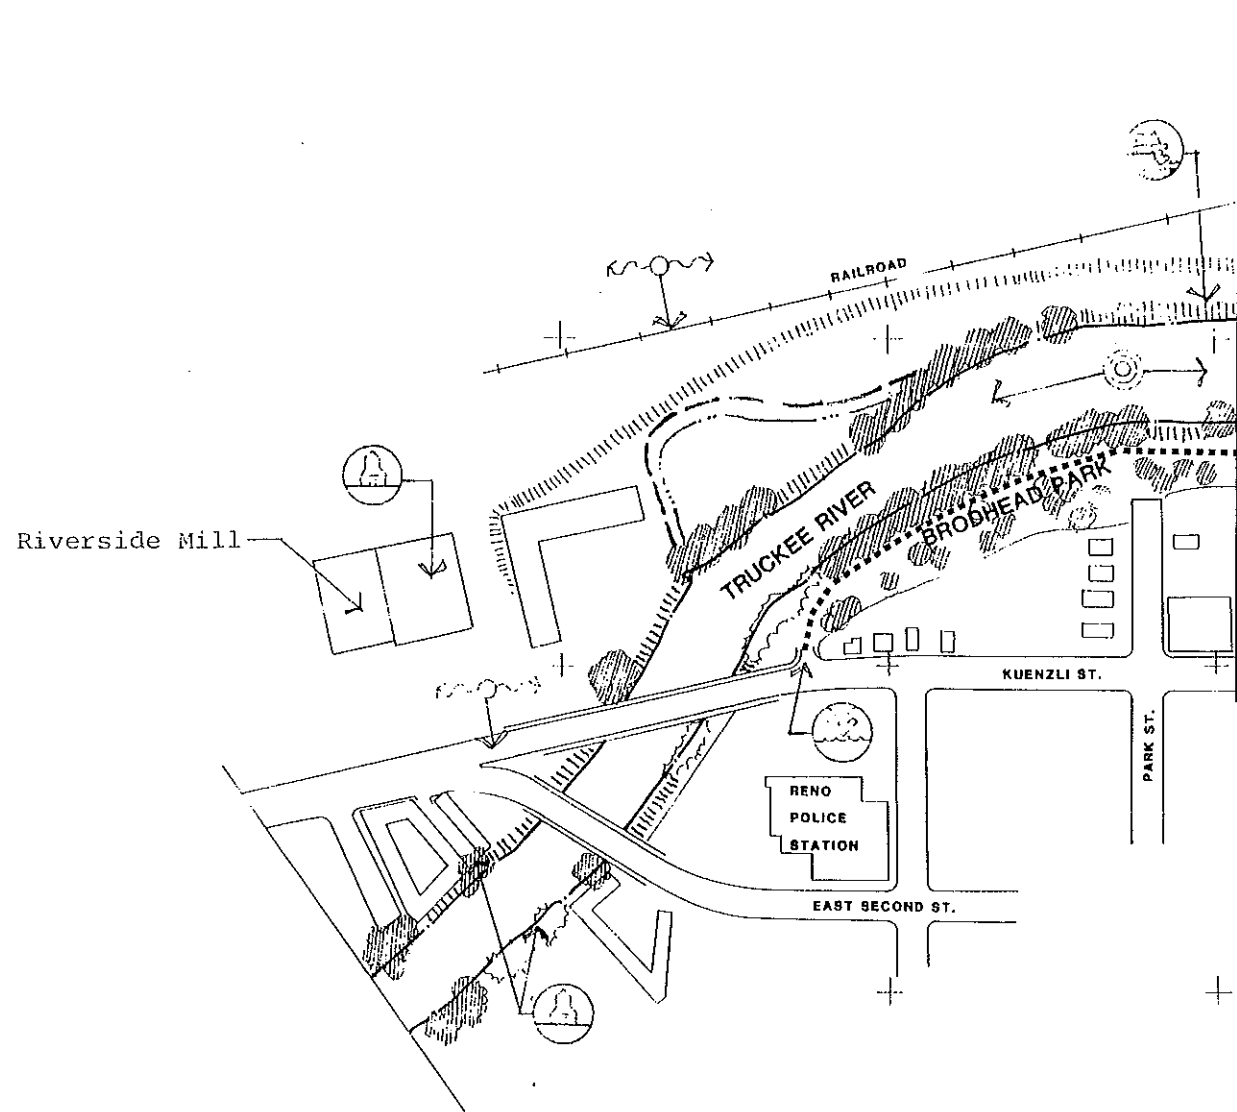 RAILROAD
TRUCKEE RIVER
BRODHEAD PARK
Riverside Mill
KUENZLI ST.
PARK ST.
RENO
POLICE
STATION
EAST SECOND ST.